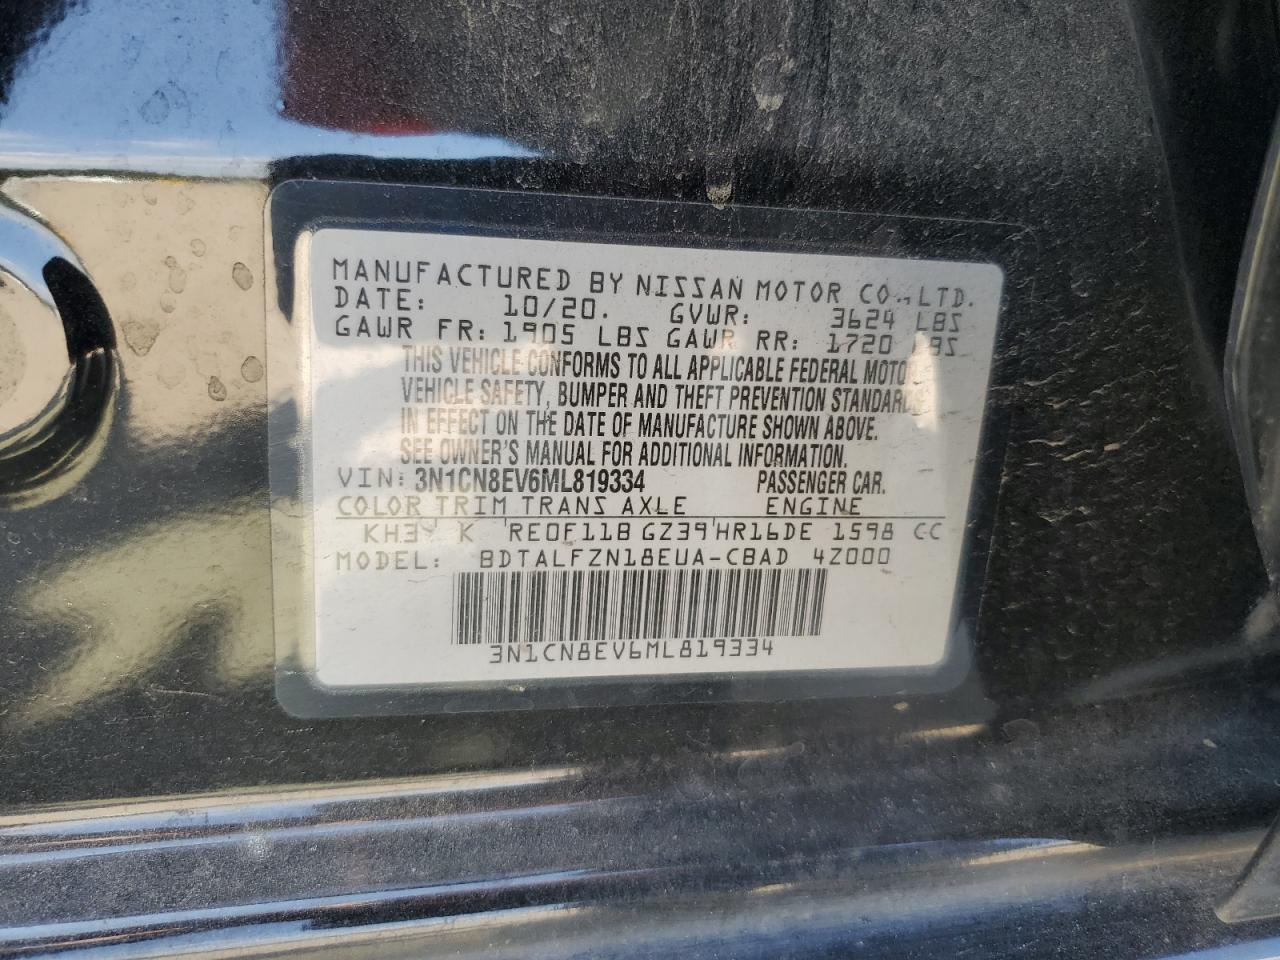 MANUFACTURED BY NISSAN MOTOR CO., LTD.
DATE: 10/20. GVWR: 3624 LBS
GAWR FR: 1905 LBS GAWR RR: 1720 LBS
THIS VEHICLE CONFORMS TO ALL APPLICABLE FEDERAL MOTOR
VEHICLE SAFETY, BUMPER AND THEFT PREVENTION STANDARDS
IN EFFECT ON THE DATE OF MANUFACTURE SHOWN ABOVE.
SEE OWNER'S MANUAL FOR ADDITIONAL INFORMATION.
VIN: 3N1CN8EV6ML819334 PASSENGER CAR.
COLOR TRIM TRANS AXLE ENGINE
KH3 K RE0F11B GZ39 HR16DE 1598 CC
MODEL: BDTALFZN18EUA-CBAD 4Z000
3N1CN8EV6ML819334